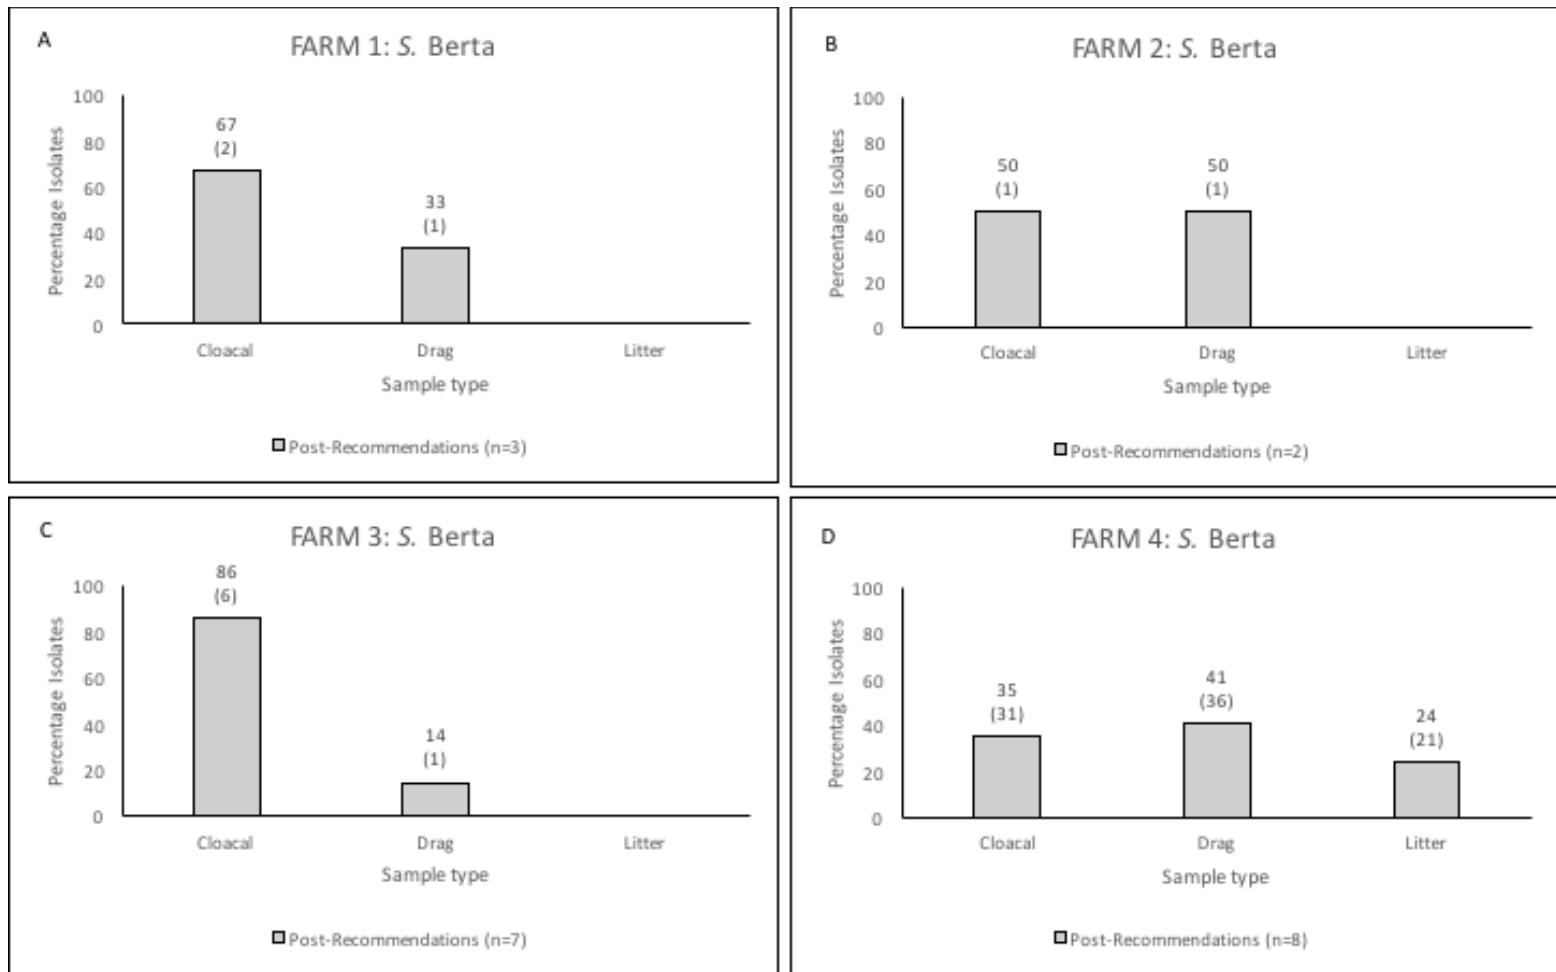 A
FARM 1: S. Berta
Percentage Isolates
100
80
60
40
20
0
67
(2)
33
(1)
Cloacal
Drag
Litter
Sample type
Post-Recommendations (n=3)
B
FARM 2: S. Berta
Percentage Isolates
100
80
60
40
20
0
50
(1)
50
(1)
Cloacal
Drag
Litter
Sample type
Post-Recommendations (n=2)
C
FARM 3: S. Berta
Percentage Isolates
100
80
60
40
20
0
86
(6)
14
(1)
Cloacal
Drag
Litter
Sample type
Post-Recommendations (n=7)
D
FARM 4: S. Berta
Percentage Isolates
100
80
60
40
20
0
35
(31)
41
(36)
24
(21)
Cloacal
Drag
Litter
Sample type
Post-Recommendations (n=8)